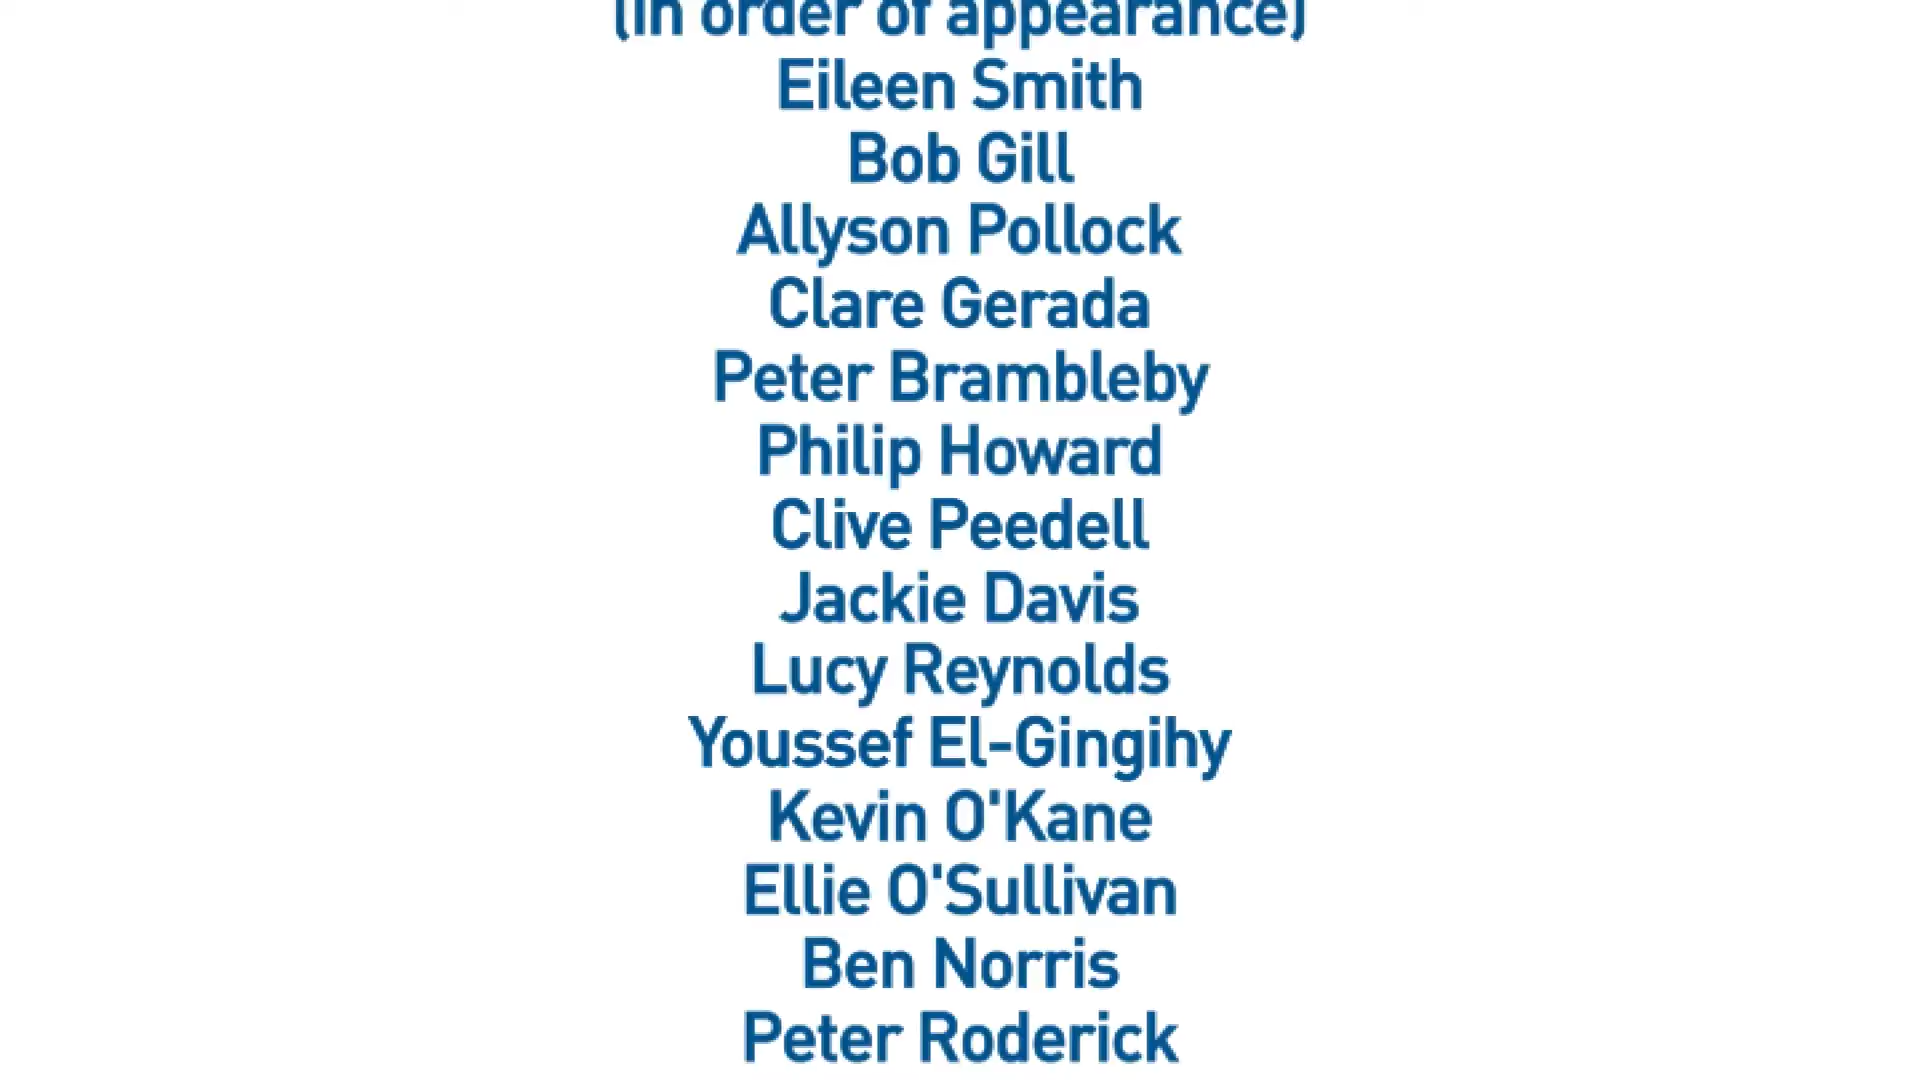 (in order of appearance)
Eileen Smith
Bob Gill
Allyson Pollock
Clare Gerada
Peter Brambleby
Philip Howard
Clive Peedell
Jackie Davis
Lucy Reynolds
Youssef El-Gingihy
Kevin O'Kane
Ellie O'Sullivan
Ben Norris
Peter Roderick